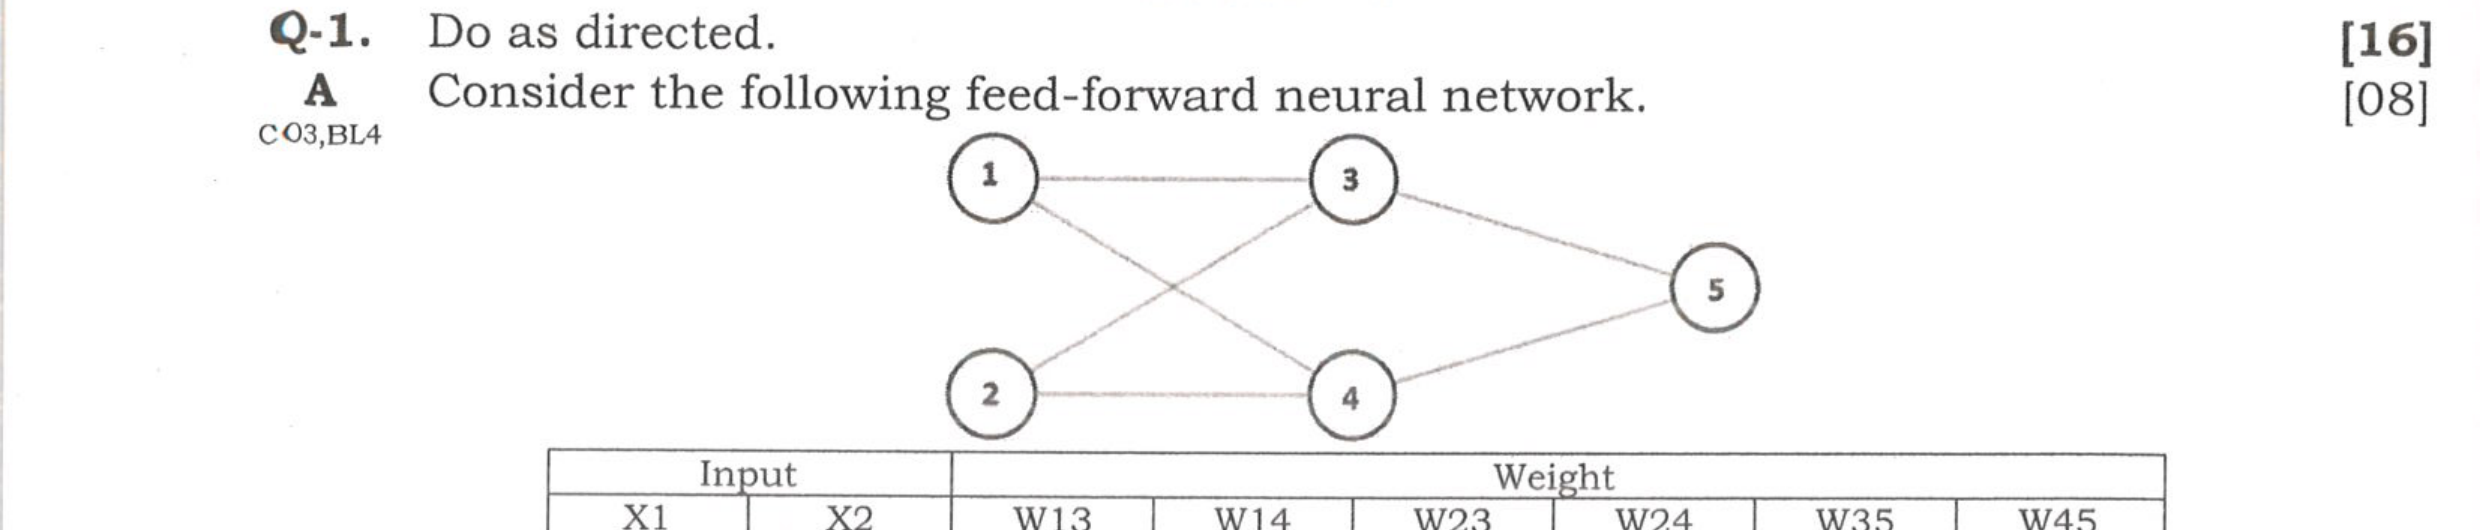 Q-1. Do as directed. [16]
A Consider the following feed-forward neural network. [08]
CO3,BL4
1 3
5
2 4
Input Weight
X1 X2 W13 W14 W23 W24 W35 W45